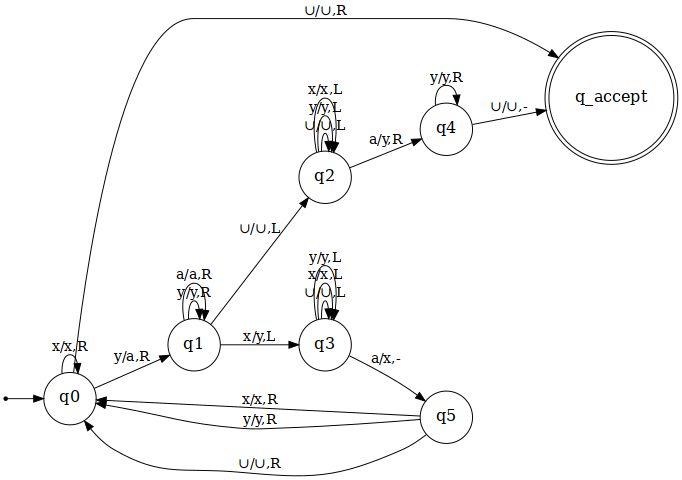 ∪/∪,R
x/x,L
y/y,L
∪/∪,L
q2
y/y,R
q4
∪/∪,-
q_accept
a/y,R
∪/∪,L
a/a,R
y/y,R
q1
x/y,L
y/y,L
x/x,L
∪/∪,L
q3
x/x,R
q0
y/a,R
a/x,-
x/x,R
y/y,R
q5
∪/∪,R